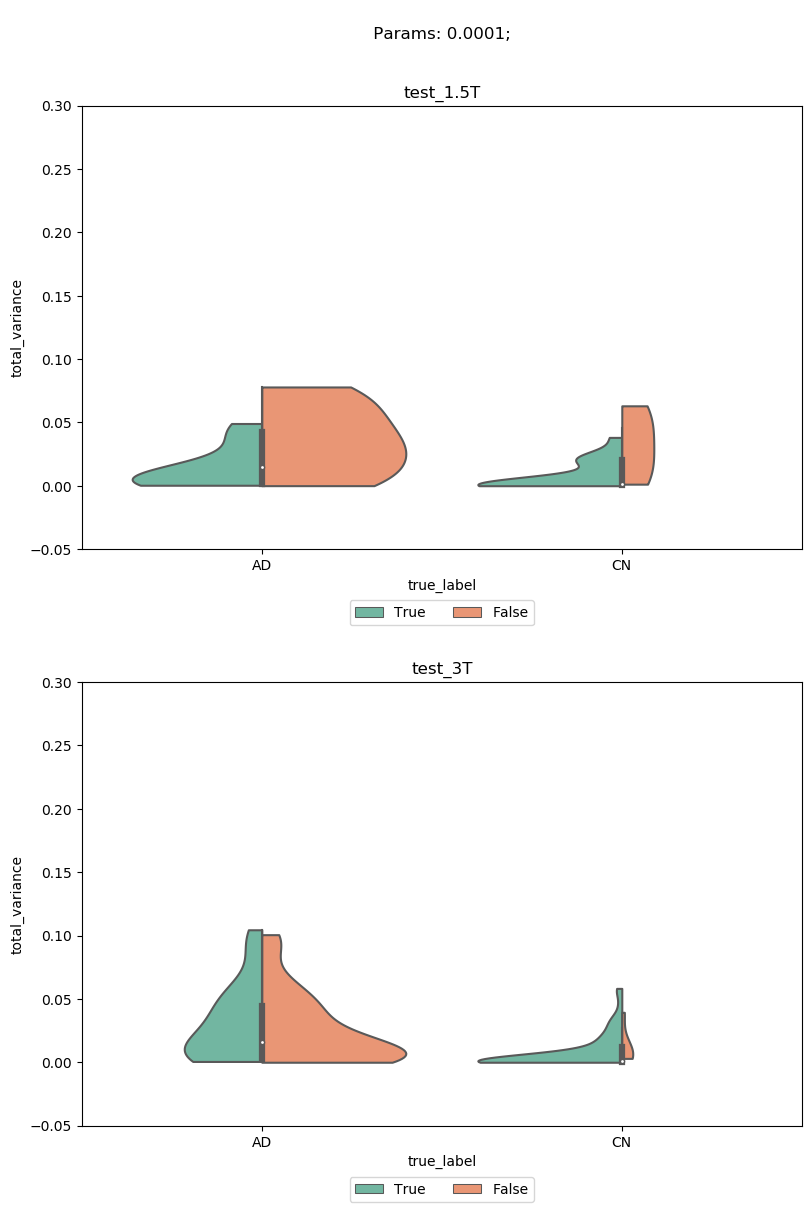 Params: 0.0001;
test_1.5T
0.30
0.25
0.20
0.15
0.10
0.05
0.00
−0.05
total_variance
AD CN
true_label
True False
test_3T
0.30
0.25
0.20
0.15
0.10
0.05
0.00
−0.05
total_variance
AD CN
true_label
True False